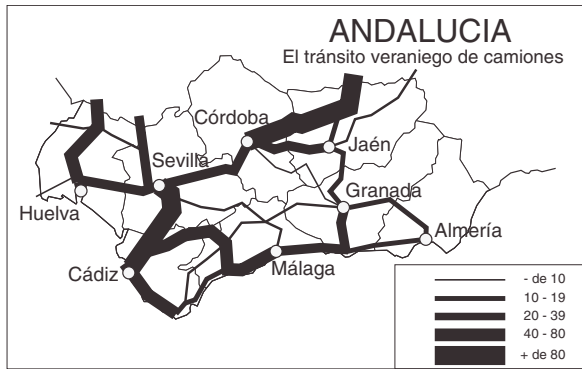 ANDALUCIA
El tránsito veraniego de camiones
Córdoba
Jaén
Sevilla
Granada
Huelva
Almería
Málaga
Cádiz
- de 10
10 - 19
20 - 39
40 - 80
+ de 80